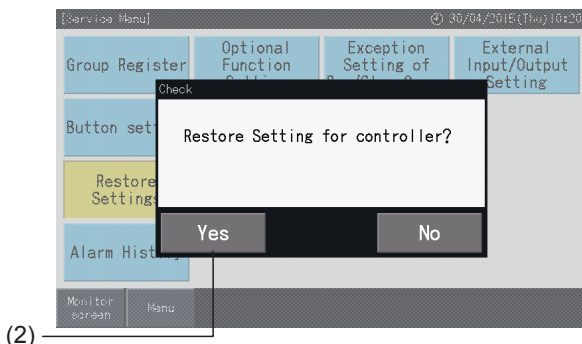 [Service Menu] 30/04/2015(Thu)10:20
Group Register
Optional
Function
Exception
Setting of
External
Input/Output
Setting
Check
Button set
Restore Setting for controller?
Restore
Settings
Yes No
Alarm Hist
Monitor
screen
Menu
(2)